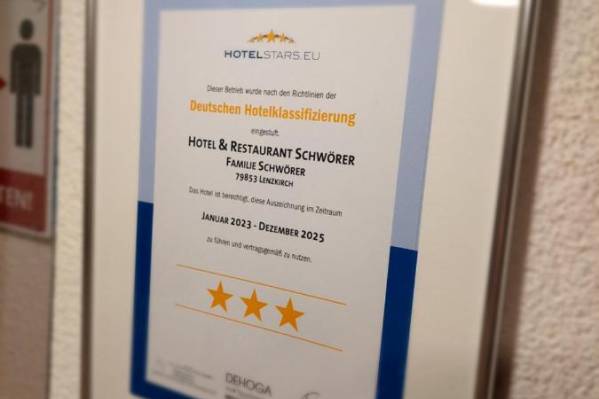 HOTELSTARS.EU
Dieser Betrieb wurde nach den Richtlinien der
Deutschen Hotelklassifizierung
eingestuft.
HOTEL & RESTAURANT SCHWÖRER
FAMILIE SCHWÖRER
79853 LENZKIRCH
Das Hotel ist berechtigt, diese Auszeichnung im Zeitraum
JANUAR 2023 - DEZEMBER 2025
zu führen und vertragsgemäß zu nutzen.
DEHOGA